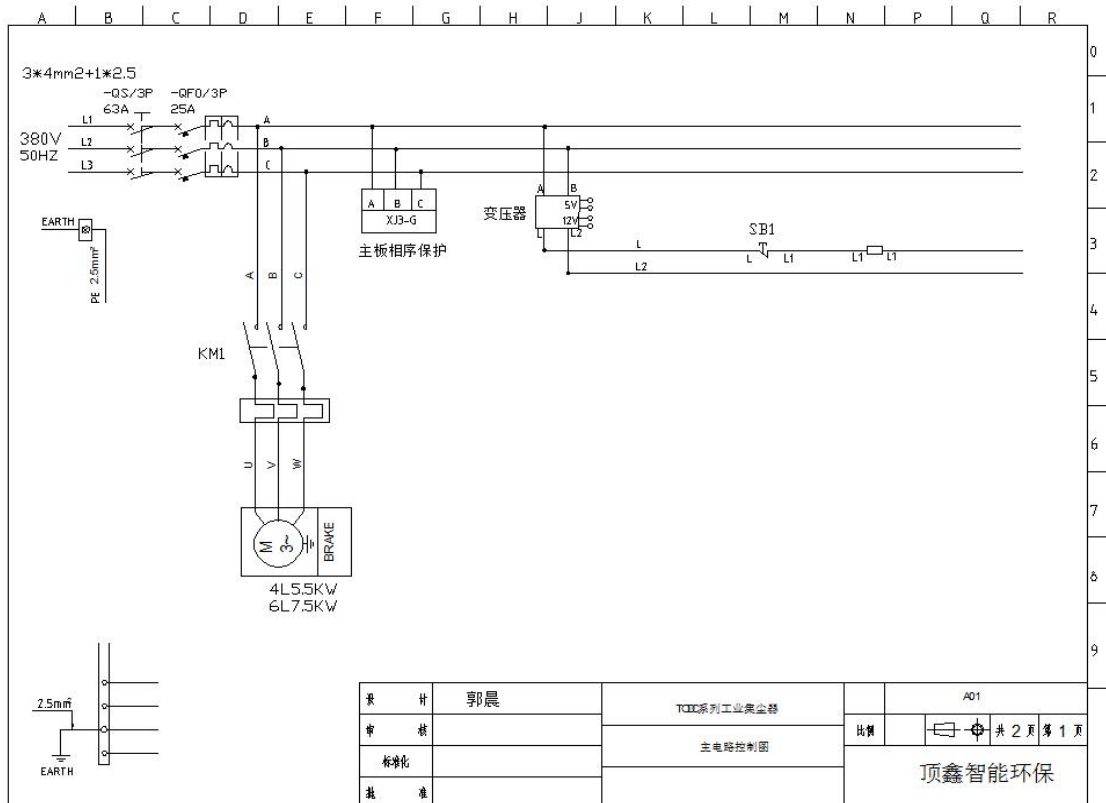 A B C D E F G H J K L M N P Q R
0
1
2
3
4
5
6
7
8
9
3*4mm2+1*2.5
-QS/3P -QF0/3P
63A 25A
L1 A
380V L2 B
50HZ L3 C
EARTH
PE 2.5mm²
A B C
XJ3-G
主板相序保护
变压器
A B
5V
12V
L L2
L
L2
SB1
L L1
L1 L1
A B C
KM1
U V W
M
3~
BRAKE
4L5.5KW
6L7.5KW
2.5mm²
EARTH
设 计 郭晨
审 核
标准化
批 准
系列工业集尘器
主电路控制图
A01
比例 共 2 页 第 1 页
顶鑫智能环保